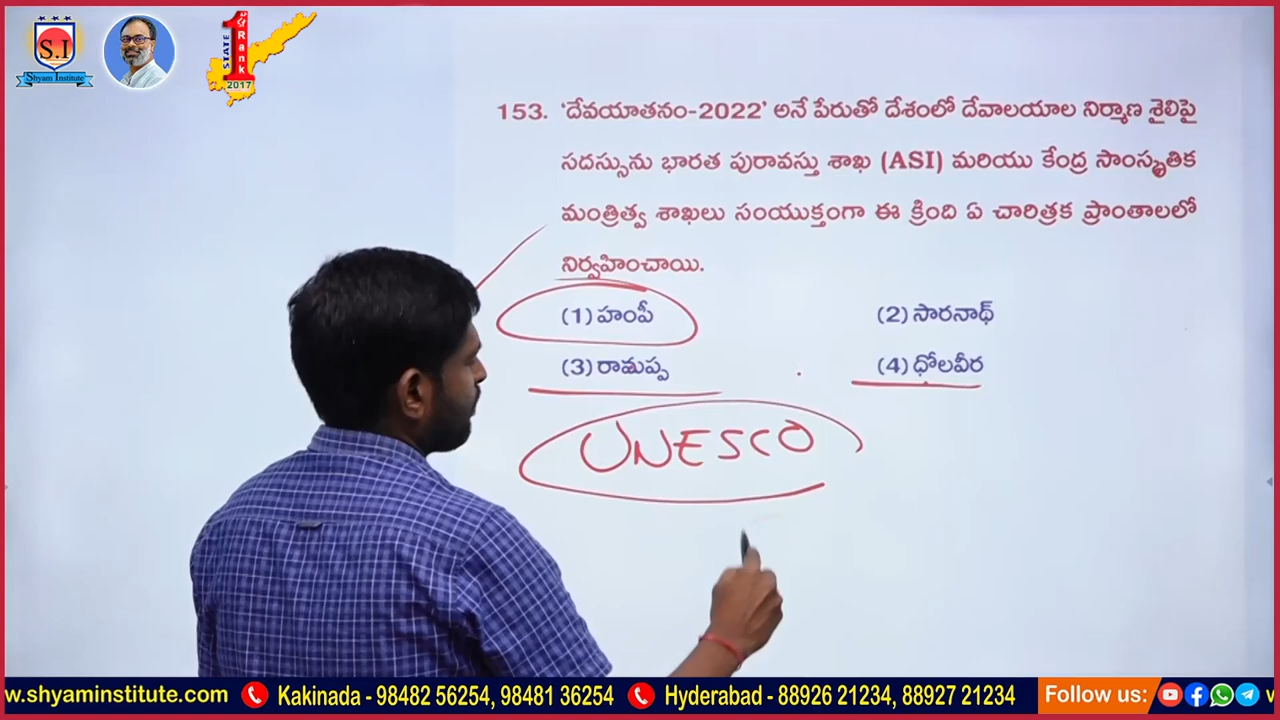 S.I
Shyam Institute
STATE 1st Rank
2017
153. ‘దేవయాతనం-2022’ అనే పేరుతో దేశంలో దేవాలయాల నిర్మాణ శైలిపై
సదస్సును భారత పురావస్తు శాఖ (ASI) మరియు కేంద్ర సాంస్కృతిక
మంత్రిత్వ శాఖలు సంయుక్తంగా ఈ క్రింది ఏ చారిత్రక ప్రాంతాలలో
నిర్వహించాయి.
(1) హంపీ (2) సారనాథ్
(3) రామప్ప (4) ధోలవీర
UNESCO
www.shyaminstitute.com Kakinada - 98482 56254, 98481 36254 Hyderabad - 88926 21234, 88927 21234 Follow us: